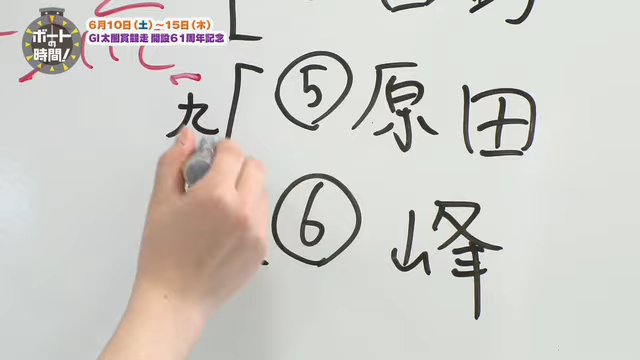 ボートの時間!
6月10日(土)~15日(木)
GI太閤賞競走 開設61周年記念
⑤ 原田
九
⑥ 峰